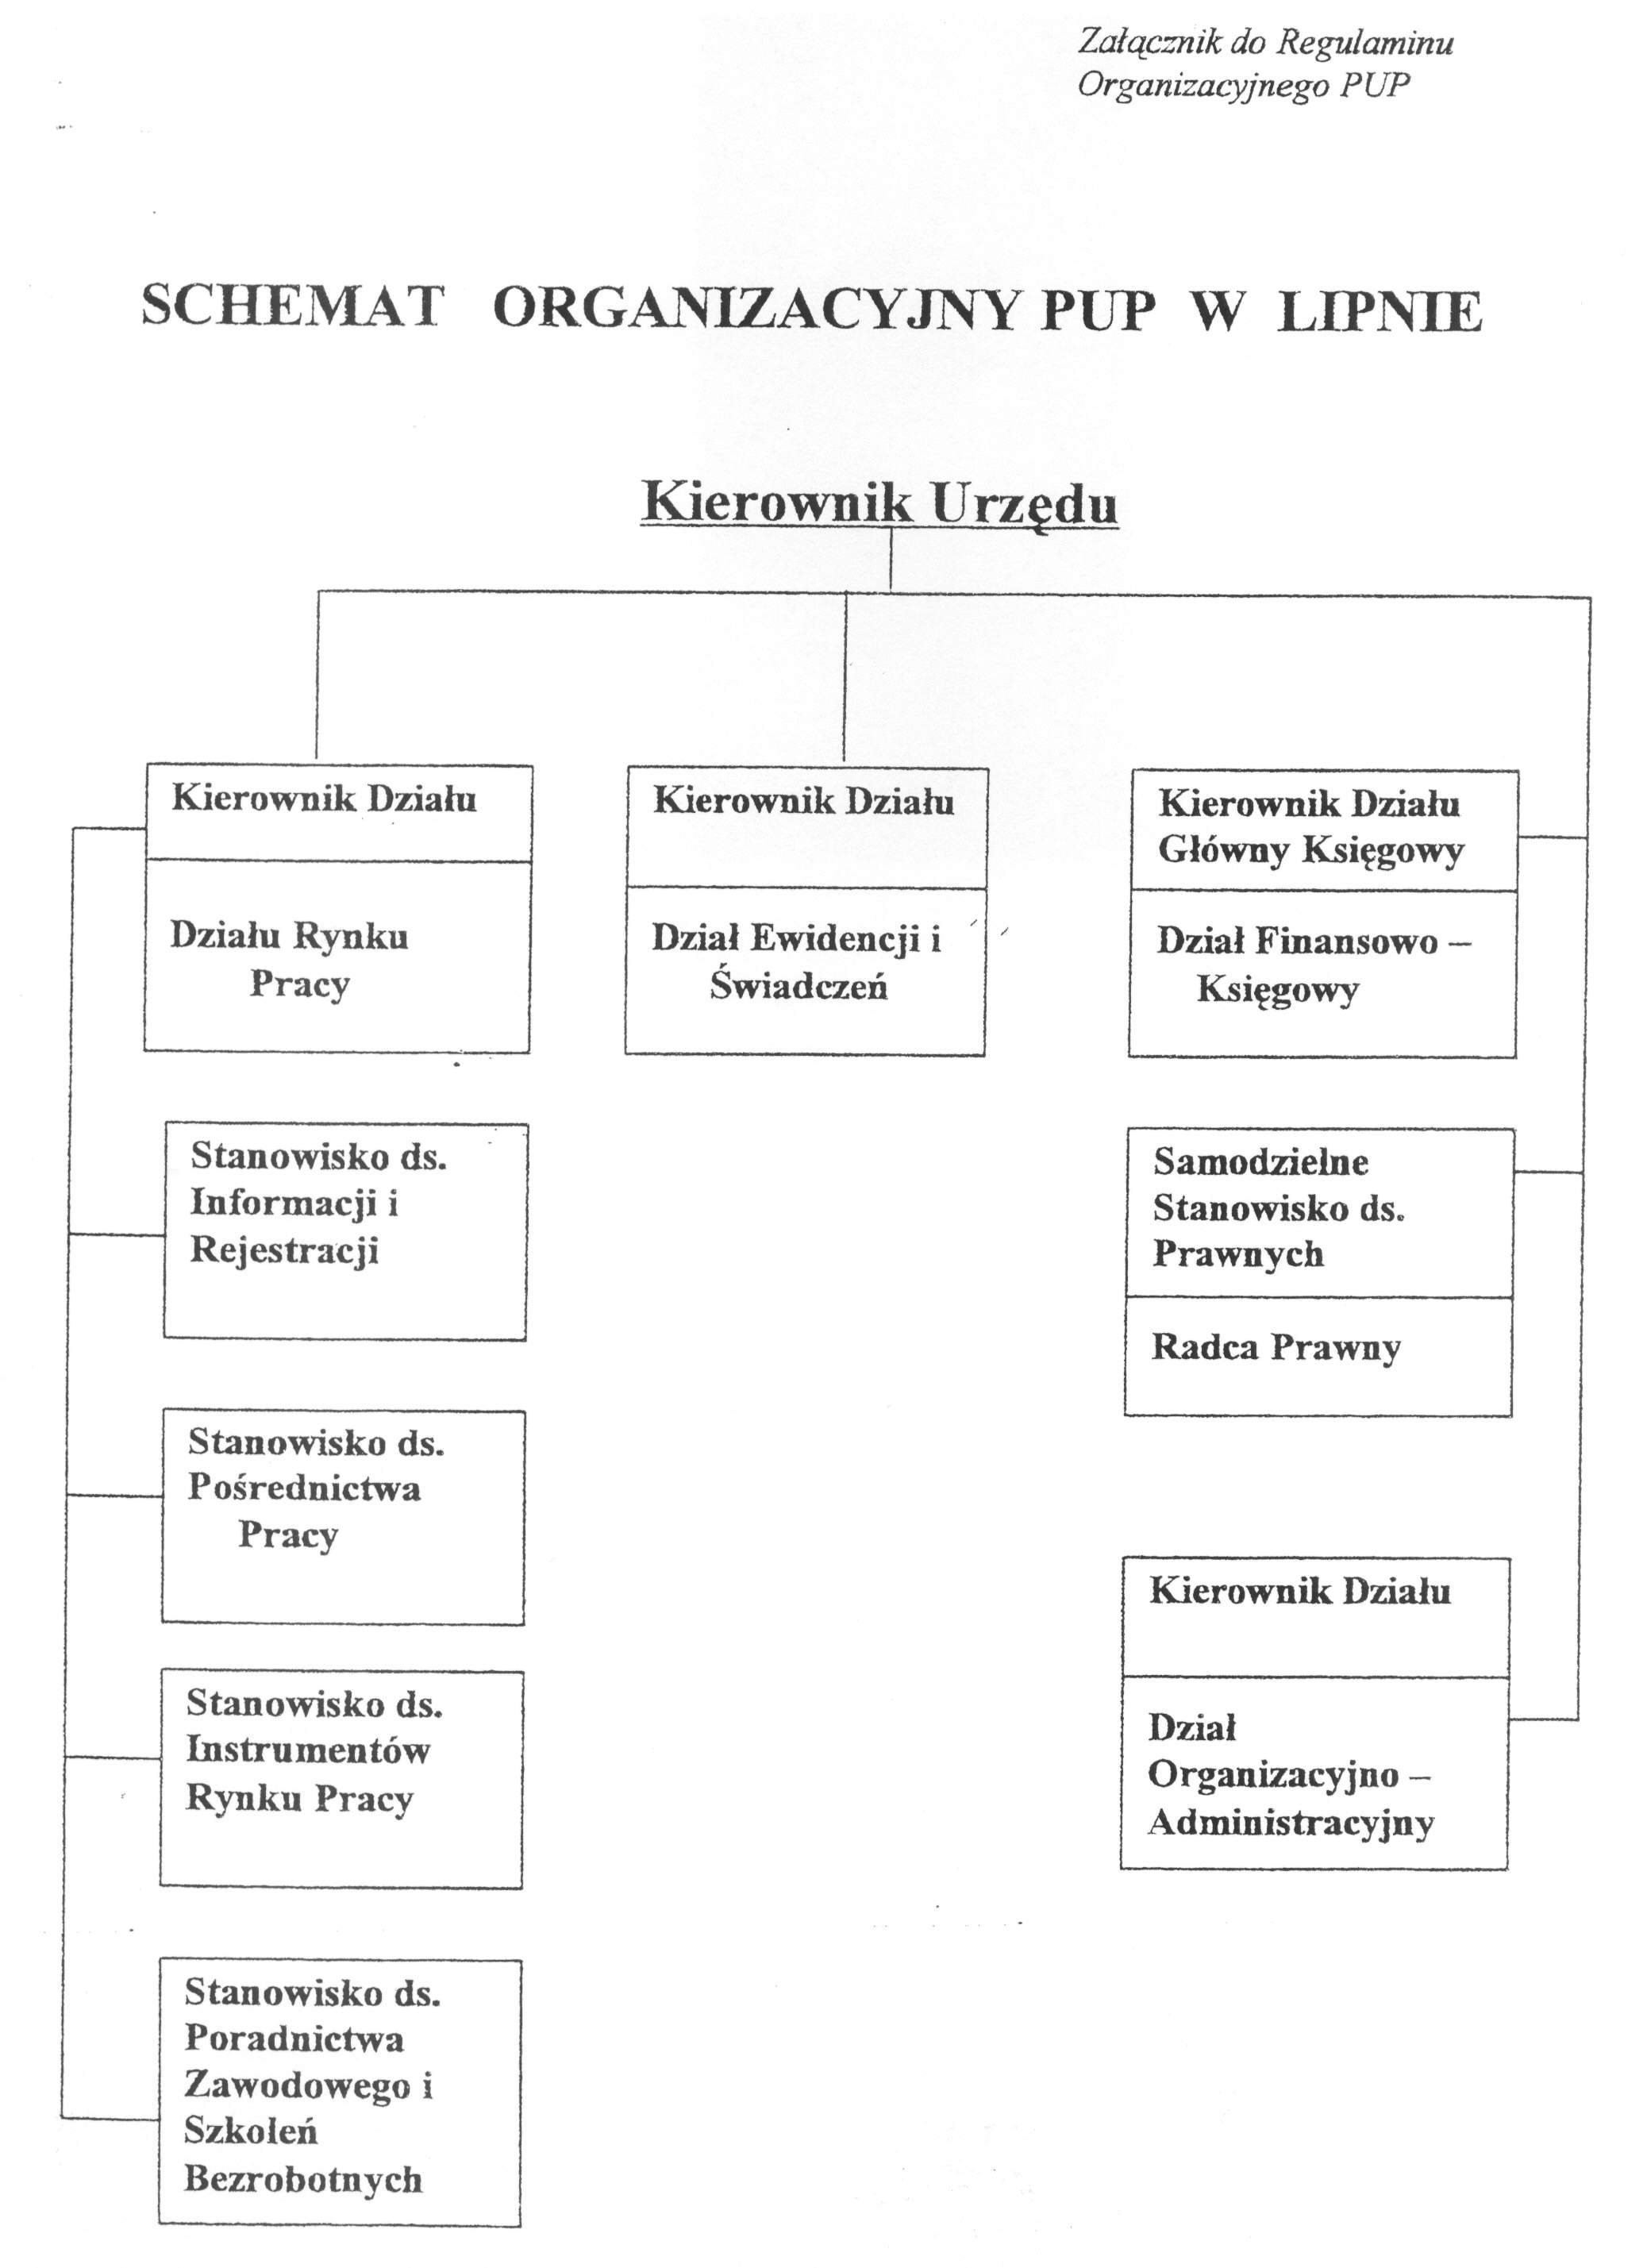 Załącznik do Regulaminu
Organizacyjnego PUP
SCHEMAT ORGANIZACYJNY PUP W LIPNIE
Kierownik Urzędu
Kierownik Działu
Działu Rynku
Pracy
Kierownik Działu
Dział Ewidencji i
Świadczeń
Kierownik Działu
Główny Księgowy
Dział Finansowo –
Księgowy
Stanowisko ds.
Informacji i
Rejestracji
Samodzielne
Stanowisko ds.
Prawnych
Radca Prawny
Stanowisko ds.
Pośrednictwa
Pracy
Kierownik Działu
Dział
Organizacyjno –
Administracyjny
Stanowisko ds.
Instrumentów
Rynku Pracy
Stanowisko ds.
Poradnictwa
Zawodowego i
Szkoleń
Bezrobotnych